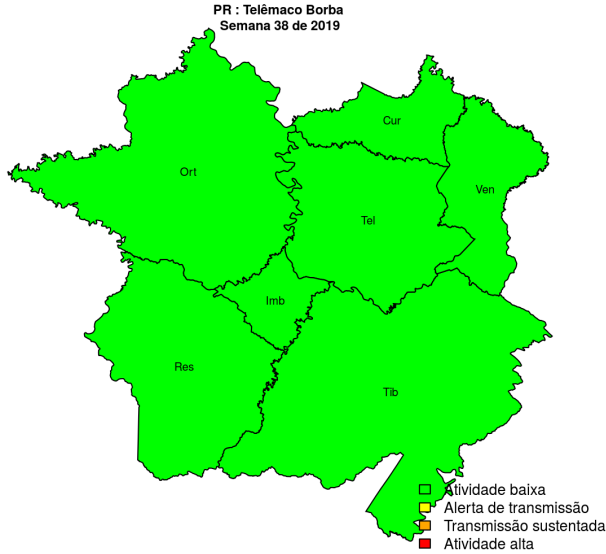 PR : Telêmaco Borba
Semana 38 de 2019
Cur
Ort
Ven
Tel
Imb
Res
Tib
Atividade baixa
Alerta de transmissão
Transmissão sustentada
Atividade alta